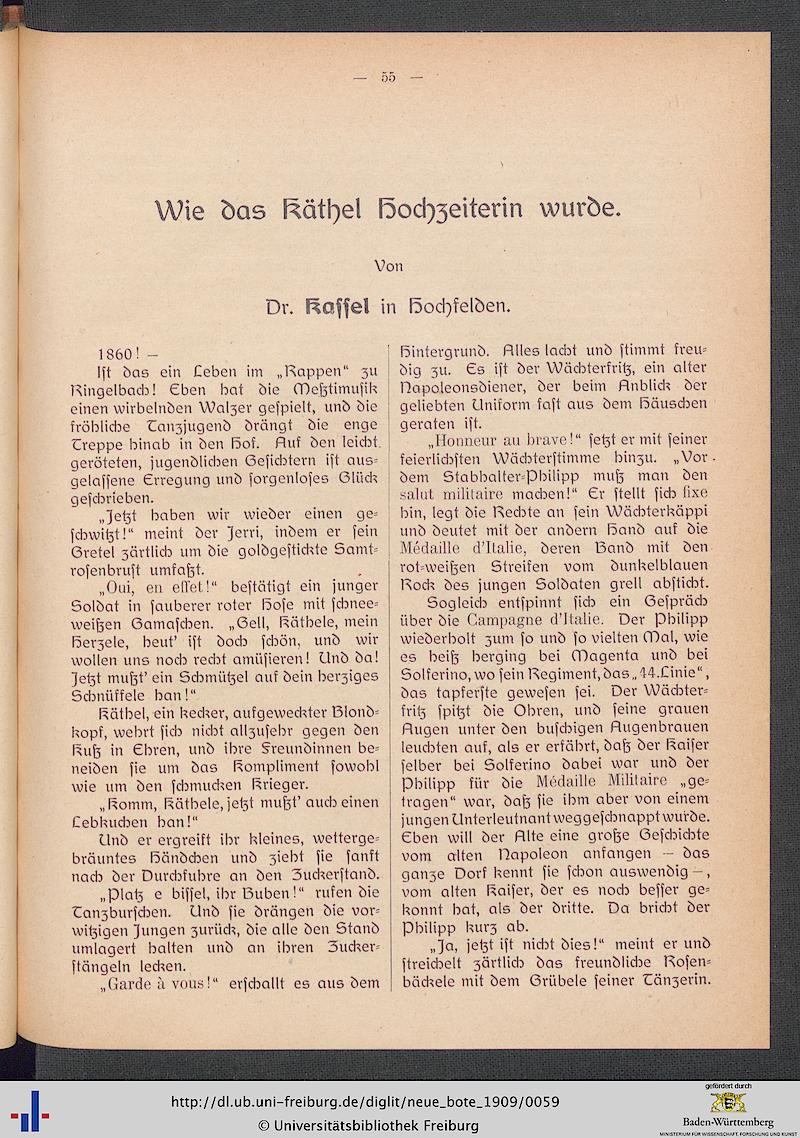 — 55 —
Wie das Käthel Hochzeiterin wurde.
Von
Dr. Kassel in Hochfelden.
1860! —
Ist das ein Leben im „Rappen“ zu
Ringelbach! Eben hat die Meßtimusik
einen wirbelnden Walzer gespielt, und die
fröhliche Tanzjugend drängt die enge
Treppe hinab in den Hof. Auf den leicht
geröteten, jugendlichen Gesichtern ist aus-
gelassene Erregung und sorgenloses Glück
geschrieben.
„Jetzt haben wir wieder einen ge-
schwitzt!“ meint der Jerri, indem er sein
Gretel zärtlich um die goldgestickte Samt-
rosenbrust umfaßt.
„Oui, en effet!“ bestätigt ein junger
Soldat in sauberer roter Hose mit schnee-
weißen Gamaschen. „Gell, Käthele, mein
Herzele, heut' ist doch schön, und wir
wollen uns noch recht amüsieren! Und da!
Jetzt mußt' ein Schmützel auf dein herziges
Schnüffele han!“
Käthel, ein kecker, aufgeweckter Blond-
kopf, wehrt sich nicht allzusehr gegen den
Kuß in Ehren, und ihre Freundinnen be-
neiden sie um das Kompliment sowohl
wie um den schmucken Krieger.
„Komm, Käthele, jetzt mußt' auch einen
Lebkuchen han!“
Und er ergreift ihr kleines, wetterge-
bräuntes Händchen und zieht sie sanft
nach der Durchfuhre an den Zuckerstand.
„Platz e bissel, ihr Buben!“ rufen die
Tanzburschen. Und sie drängen die vor-
witzigen Jungen zurück, die alle den Stand
umlagert halten und an ihren Zucker-
stängeln lecken.
„Garde à vous!“ erschallt es aus dem
Hintergrund. Alles lacht und stimmt freu-
dig zu. Es ist der Wächterfritz, ein alter
Napoleonsdiener, der beim Anblick der
geliebten Uniform fast aus dem Häuschen
geraten ist.
„Honneur au brave!“ setzt er mit seiner
feierlichsten Wächterstimme hinzu. „Vor
dem Stabhalter-Philipp muß man den
salut militaire machen!“ Er stellt sich fixe
hin, legt die Rechte an sein Wächterkäppi
und deutet mit der andern Hand auf die
Médaille d'Italie, deren Band mit den
rot-weißen Streifen vom dunkelblauen
Rock des jungen Soldaten grell absticht.
Sogleich entspinnt sich ein Gespräch
über die Campagne d'Italie. Der Philipp
wiederholt zum so und so vielten Mal, wie
es heiß herging bei Magenta und bei
Solferino, wo sein Regiment, das „44. Linie“,
das tapferste gewesen sei. Der Wächter-
fritz spitzt die Ohren, und seine grauen
Augen unter den buschigen Augenbrauen
leuchten auf, als er erfährt, daß der Kaiser
selber bei Solferino dabei war und der
Philipp für die Médaille Militaire „ge-
tragen“ war, daß sie ihm aber von einem
jungen Unterleutnant weggeschnappt wurde.
Eben will der Alte eine große Geschichte
vom alten Napoleon anfangen — das
ganze Dorf kennt sie schon auswendig —,
vom alten Kaiser, der es noch besser ge-
konnt hat, als der dritte. Da bricht der
Philipp kurz ab.
„Ja, jetzt ist nicht dies!“ meint er und
streichelt zärtlich das freundliche Rosen-
bäckele mit dem Grübele seiner Tänzerin.
http://dl.ub.uni-freiburg.de/diglit/neue_bote_1909/0059
© Universitätsbibliothek Freiburg
gefördert durch
Baden-Württemberg
MINISTERIUM FÜR WISSENSCHAFT, FORSCHUNG UND KUNST